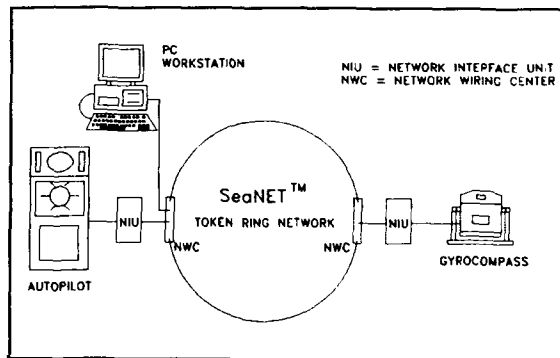 PC
WORKSTATION
NIU = NETWORK INTERFACE UNIT
NWC = NETWORK WIRING CENTER
SeaNET™
TOKEN RING NETWORK
NIU
NWC
NWC
NIU
AUTOPILOT
GYROCOMPASS